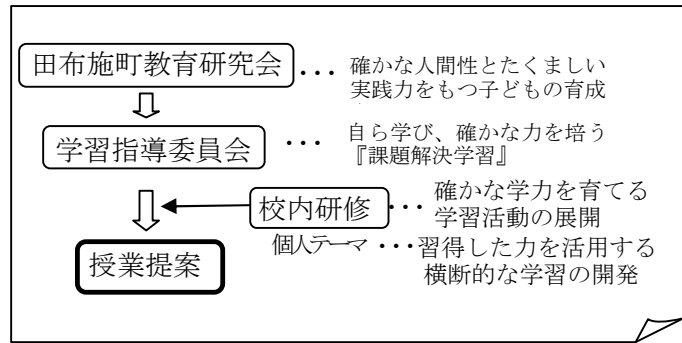 田布施町教育研究会 ・・・ 確かな人間性とたくましい
実践力をもつ子どもの育成
学習指導委員会 ・・・ 自ら学び、確かな力を培う
『課題解決学習』
校内研修 ・・・ 確かな学力を育てる
学習活動の展開
個人テーマ ・・・ 習得した力を活用する
横断的な学習の開発
授業提案